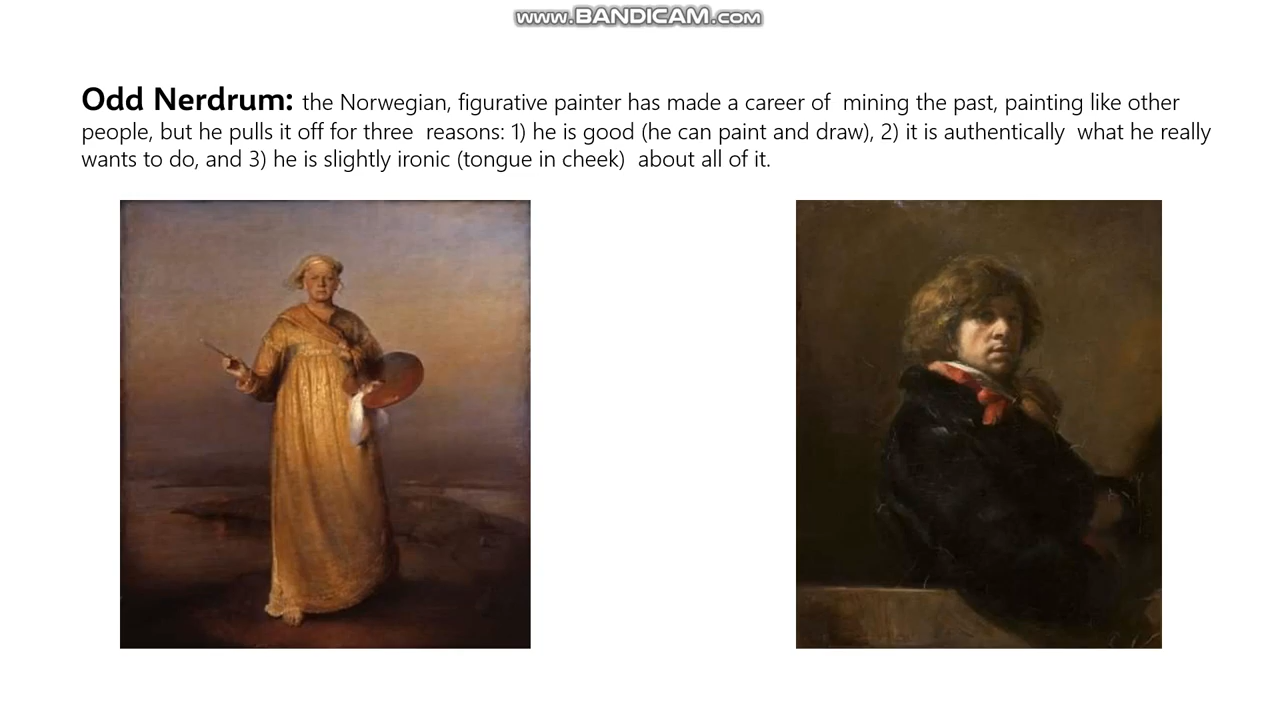 www.BANDICAM.com
Odd Nerdrum: the Norwegian, figurative painter has made a career of mining the past, painting like other
people, but he pulls it off for three reasons: 1) he is good (he can paint and draw), 2) it is authentically what he really
wants to do, and 3) he is slightly ironic (tongue in cheek) about all of it.